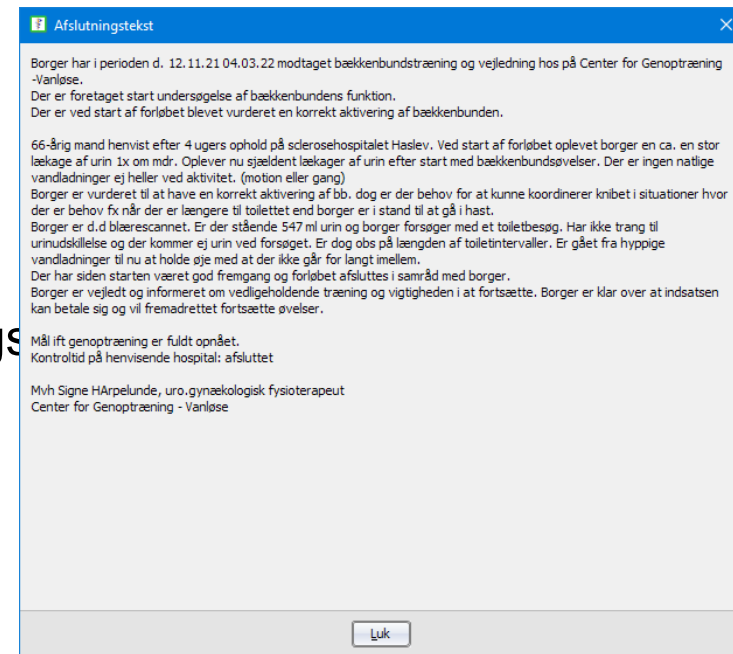 Afslutningstekst
Borger har i perioden d. 12.11.21 04.03.22 modtaget bækkenbundstræning og vejledning hos på Center for Genoptræning
-Vanløse.
Der er foretaget start undersøgelse af bækkenbundens funktion.
Der er ved start af forløbet blevet vurderet en korrekt aktivering af bækkenbunden.
66-årig mand henvist efter 4 ugers ophold på sclerosehospitalet Haslev. Ved start af forløbet oplevet borger en ca. en stor
lækage af urin 1x om mdr. Oplever nu sjældent lækager af urin efter start med bækkenbundsøvelser. Der er ingen natlige
vandladninger ej heller ved aktivitet. (motion eller gang)
Borger er vurderet til at have en korrekt aktivering af bb. dog er der behov for at kunne koordinerer knibet i situationer hvor
der er behov fx når der er længere til toilettet end borger er i stand til at gå i hast.
Borger er d.d blærescannet. Er der stående 547 ml urin og borger forsøger med et toiletbesøg. Har ikke trang til
urinudskillelse og der kommer ej urin ved forsøget. Er dog obs på længden af toiletintervaller. Er gået fra hyppige
vandladninger til nu at holde øje med at der ikke går for langt imellem.
Der har siden starten været god fremgang og forløbet afsluttes i samråd med borger.
Borger er vejledt og informeret om vedligeholdende træning og vigtigheden i at fortsætte. Borger er klar over at indsatsen
kan betale sig og vil fremadrettet fortsætte øvelser.
gs
Mål ift genoptræning er fuldt opnået.
Kontroltid på henvisende hospital: afsluttet
Mvh Signe HArpelunde, uro.gynækologisk fysioterapeut
Center for Genoptræning - Vanløse
Luk